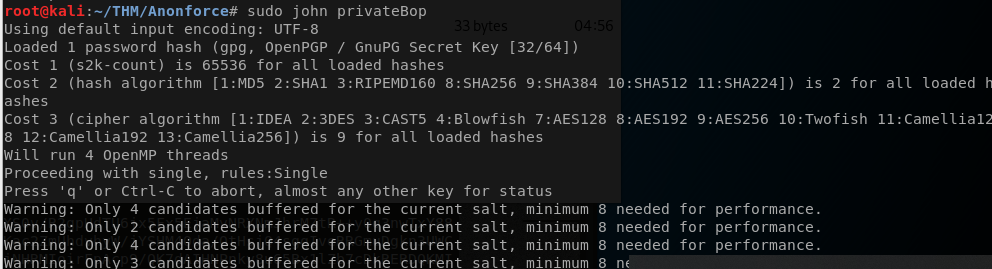 root@kali:~/THM/Anonforce# sudo john privateBop
33 bytes 04:56
Using default input encoding: UTF-8
Loaded 1 password hash (gpg, OpenPGP / GnuPG Secret Key [32/64])
Cost 1 (s2k-count) is 65536 for all loaded hashes
Cost 2 (hash algorithm [1:MD5 2:SHA1 3:RIPEMD160 8:SHA256 9:SHA384 10:SHA512 11:SHA224]) is 2 for all loaded h
ashes
Cost 3 (cipher algorithm [1:IDEA 2:3DES 3:CAST5 4:Blowfish 7:AES128 8:AES192 9:AES256 10:Twofish 11:Camellia12
8 12:Camellia192 13:Camellia256]) is 9 for all loaded hashes
Will run 4 OpenMP threads
Proceeding with single, rules:Single
Press 'q' or Ctrl-C to abort, almost any other key for status
Warning: Only 4 candidates buffered for the current salt, minimum 8 needed for performance.
Warning: Only 2 candidates buffered for the current salt, minimum 8 needed for performance.
Warning: Only 4 candidates buffered for the current salt, minimum 8 needed for performance.
Warning: Only 3 candidates buffered for the current salt, minimum 8